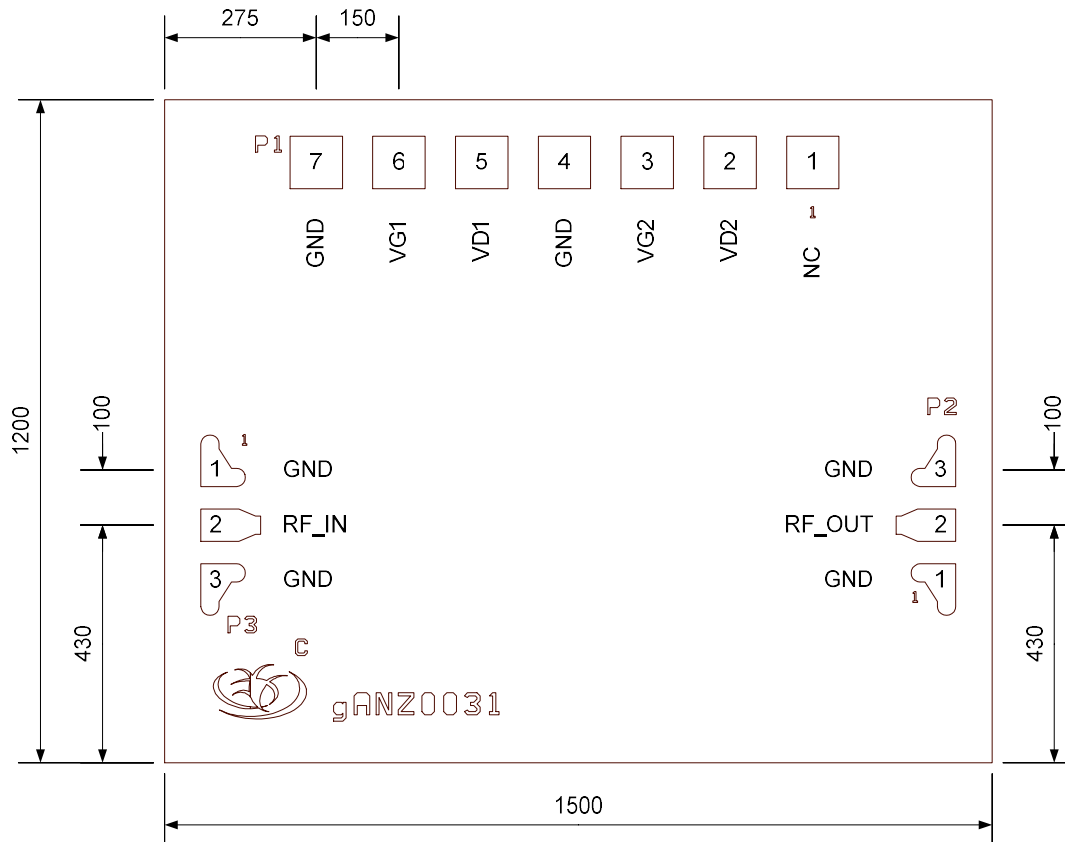 275
150
P1
7
6
5
4
3
2
1
1
GND
VG1
VD1
GND
VG2
VD2
NC
1200
100
P2
100
1
1
GND
GND
3
2
RF_IN
RF_OUT
2
3
GND
GND
1
1
P3
430
430
C
gANZ0031
1500